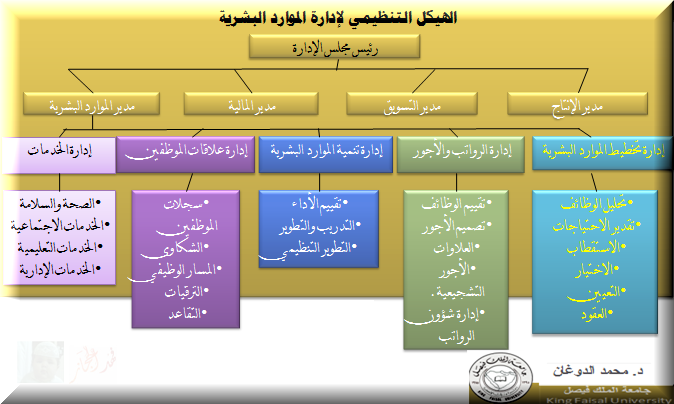 الهيكل التنظيمي لإدارة الموارد البشرية
رئيس مجلس الإدارة
مدير الإنتاج
مدير التسويق
مدير المالية
مدير الموارد البشرية
إدارة تخطيط الموارد البشرية
إدارة الرواتب والأجور
إدارة تنمية الموارد البشرية
إدارة علاقات الموظفين
إدارة الخدمات
•تحليل الوظائف
•تقدير الاحتياجات
•الاستقطاب
•الاختيار
•التعيين
•العقود
•تقييم الوظائف
•تصميم الأجور
•العلاوات
•الأجور
التشجيعية.
•إدارة شؤون
الرواتب
•تقييم الأداء
•التدريب والتطوير
•التطوير التنظيمي
•سجلات
الموظفين
•الشكاوى
•المسار الوظيفي
•الترقيات
•التقاعد
•الصحة والسلامة
•الخدمات الاجتماعية
•الخدمات التعليمية
•الخدمات الإدارية
د. محمد الدوغان
جامعة الملك فيصل
King Faisal University